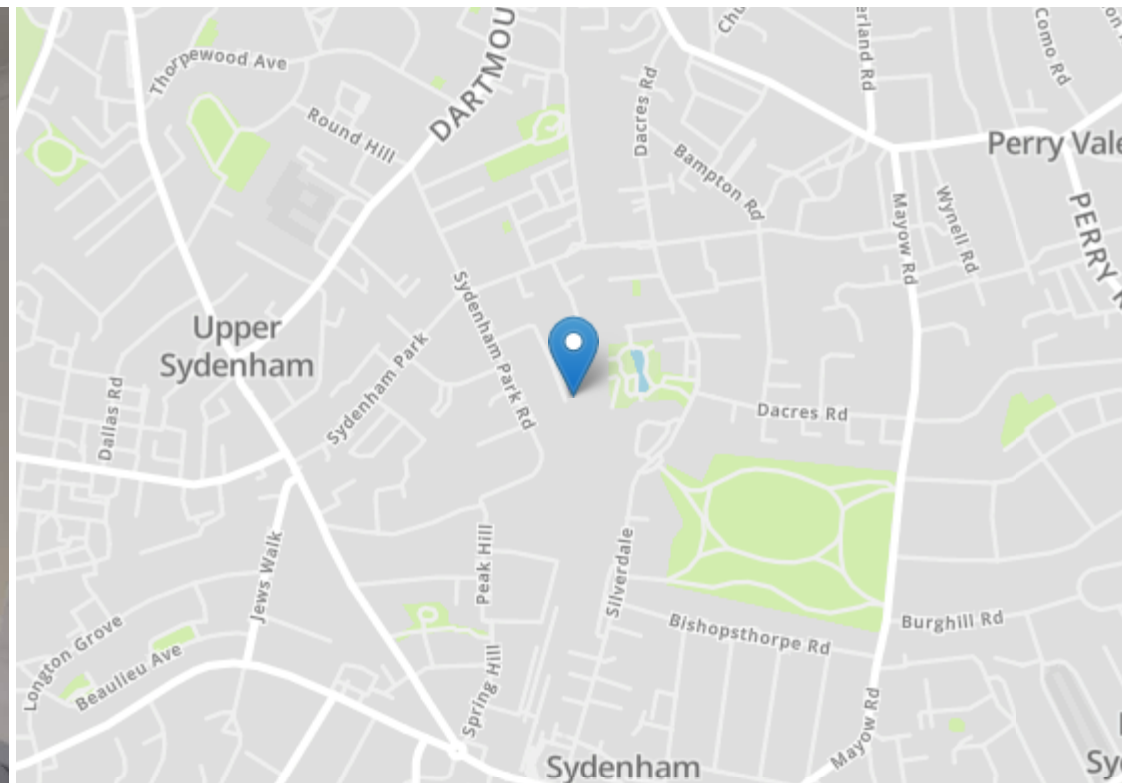 Thorpewood Ave
Round Hill
DARTMOU
Dacres Rd
Bampton Rd
Como Rd
Perry Vale
Mayow Rd
Wynell Rd
PERRY
Sydenham Park Rd
Upper
Sydenham
Sydenham Park
Dallas Rd
Dacres Rd
Jews Walk
Peak Hill
Silverdale
Bishopsthorpe Rd
Burghill Rd
Longton Grove
Beaulieu Ave
Spring Hill
Mayow Rd
Sydenham
Sy